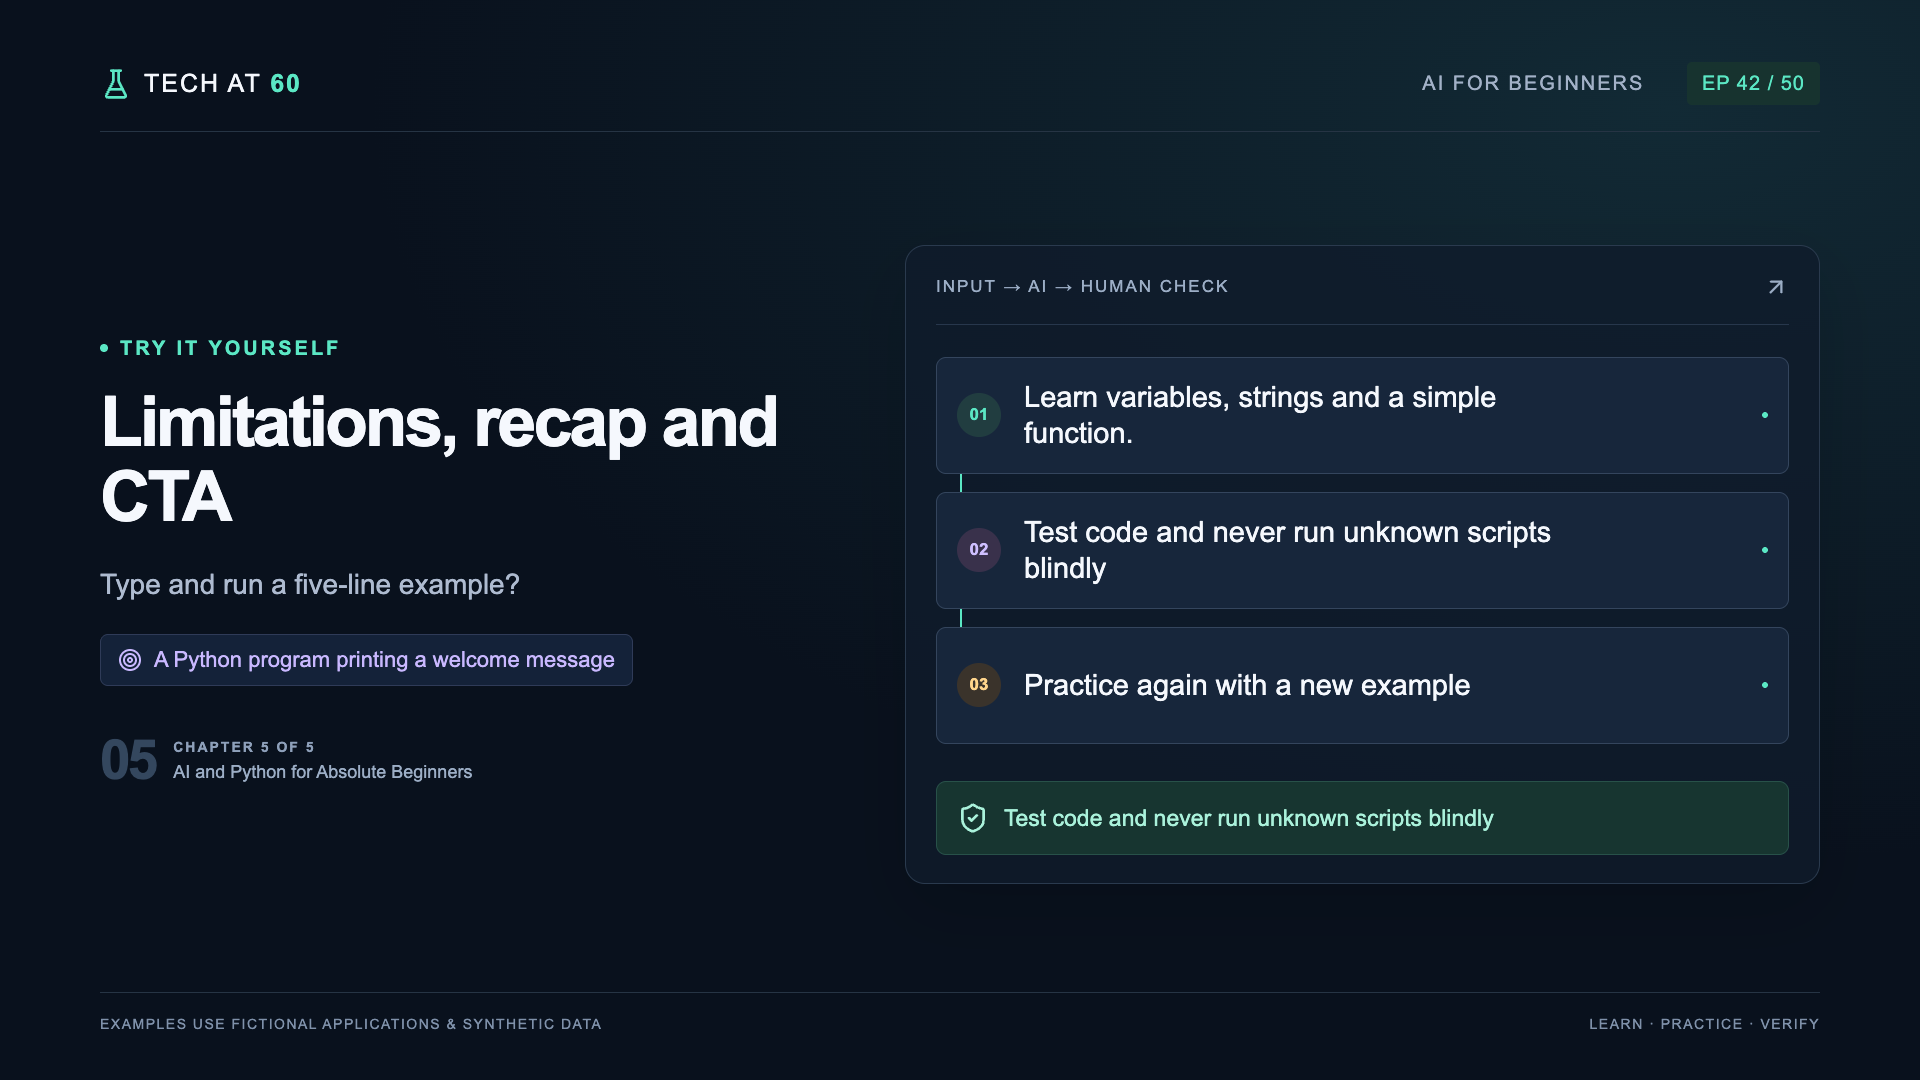 TECH AT 60
AI FOR BEGINNERS
EP 42 / 50
TRY IT YOURSELF
Limitations, recap and
CTA
Type and run a five-line example?
A Python program printing a welcome message
05
CHAPTER 5 OF 5
AI and Python for Absolute Beginners
INPUT → AI → HUMAN CHECK
01
Learn variables, strings and a simple
function.
02
Test code and never run unknown scripts
blindly
03
Practice again with a new example
Test code and never run unknown scripts blindly
EXAMPLES USE FICTIONAL APPLICATIONS & SYNTHETIC DATA
LEARN · PRACTICE · VERIFY